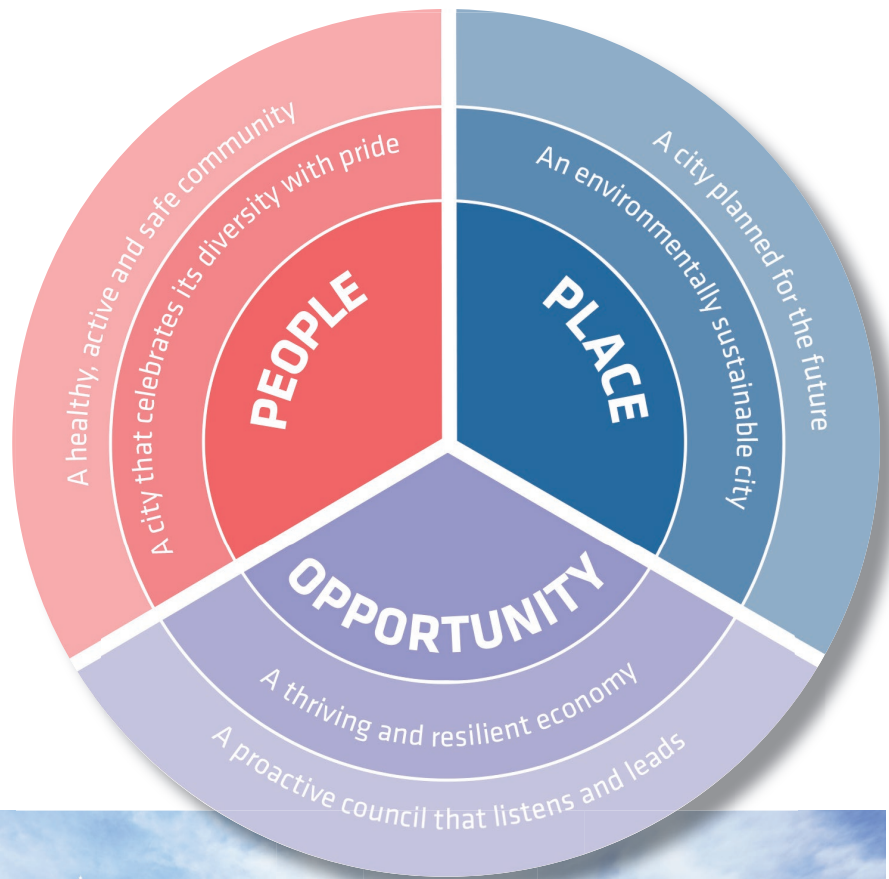 A healthy, active and safe community
A city that celebrates its diversity with pride
PEOPLE
A city planned for the future
An environmentally sustainable city
PLACE
OPPORTUNITY
A thriving and resilient economy
A proactive council that listens and leads